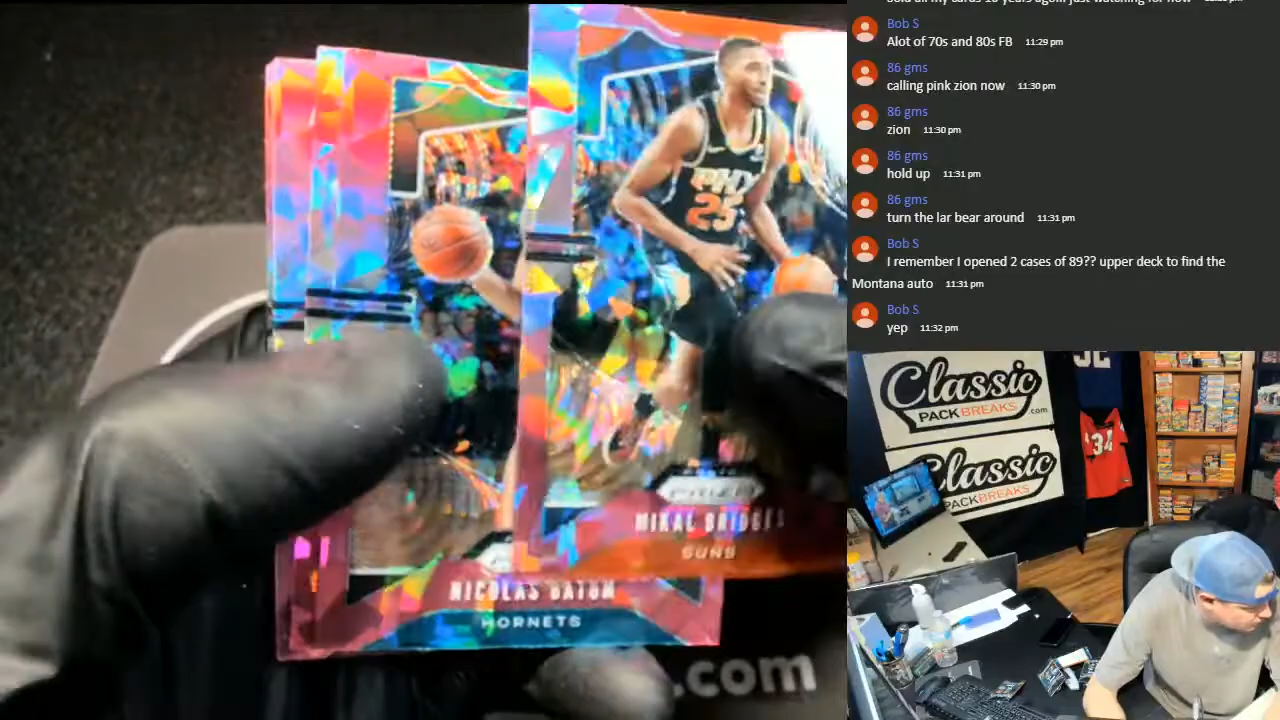 Bob S
Alot of 70s and 80s FB 11:29 pm
86 gms
calling pink zion now 11:30 pm
86 gms
zion 11:30 pm
86 gms
hold up 11:31 pm
86 gms
turn the lar bear around 11:31 pm
Bob S
I remember I opened 2 cases of 89?? upper deck to find the
Montana auto 11:31 pm
Bob S
yep 11:32 pm
PHX
25
PRIZM
MIKAL BRIDGES
SUNS
NICOLAS BATUM
HORNETS
.com
Classic
PACKBREAKS.com
Classic
PACKBREAKS
34